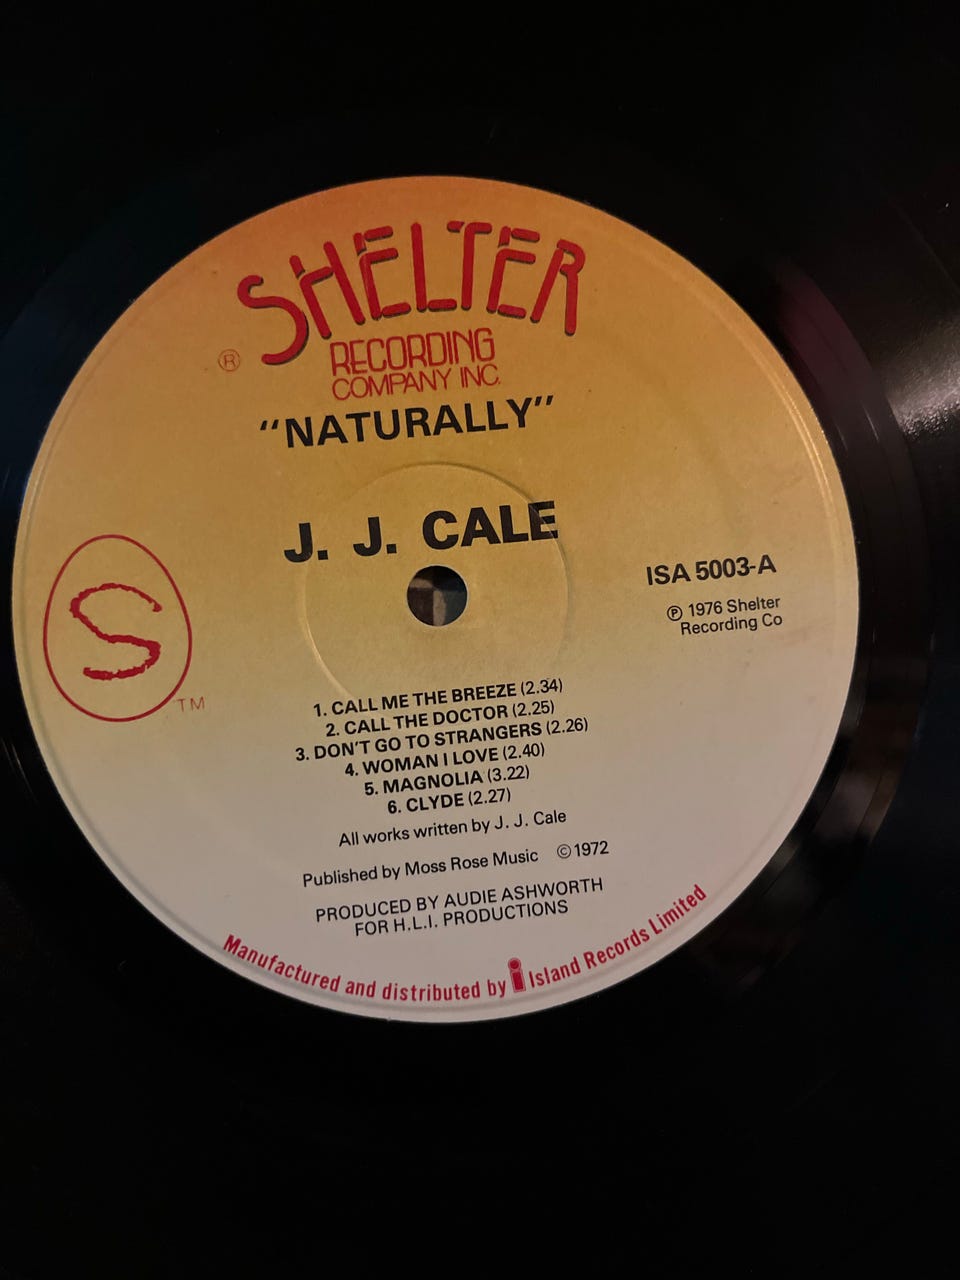 SHELTER
®
RECORDING
COMPANY INC.
“NATURALLY”
J. J. CALE
ISA 5003-A
℗ 1976 Shelter
Recording Co
S
TM
1. CALL ME THE BREEZE (2.34)
2. CALL THE DOCTOR (2.25)
3. DON'T GO TO STRANGERS (2.26)
4. WOMAN I LOVE (2.40)
5. MAGNOLIA (3.22)
6. CLYDE (2.27)
All works written by J. J. Cale
Published by Moss Rose Music ©1972
PRODUCED BY AUDIE ASHWORTH
FOR H.L.I. PRODUCTIONS
Manufactured and distributed by i Island Records Limited